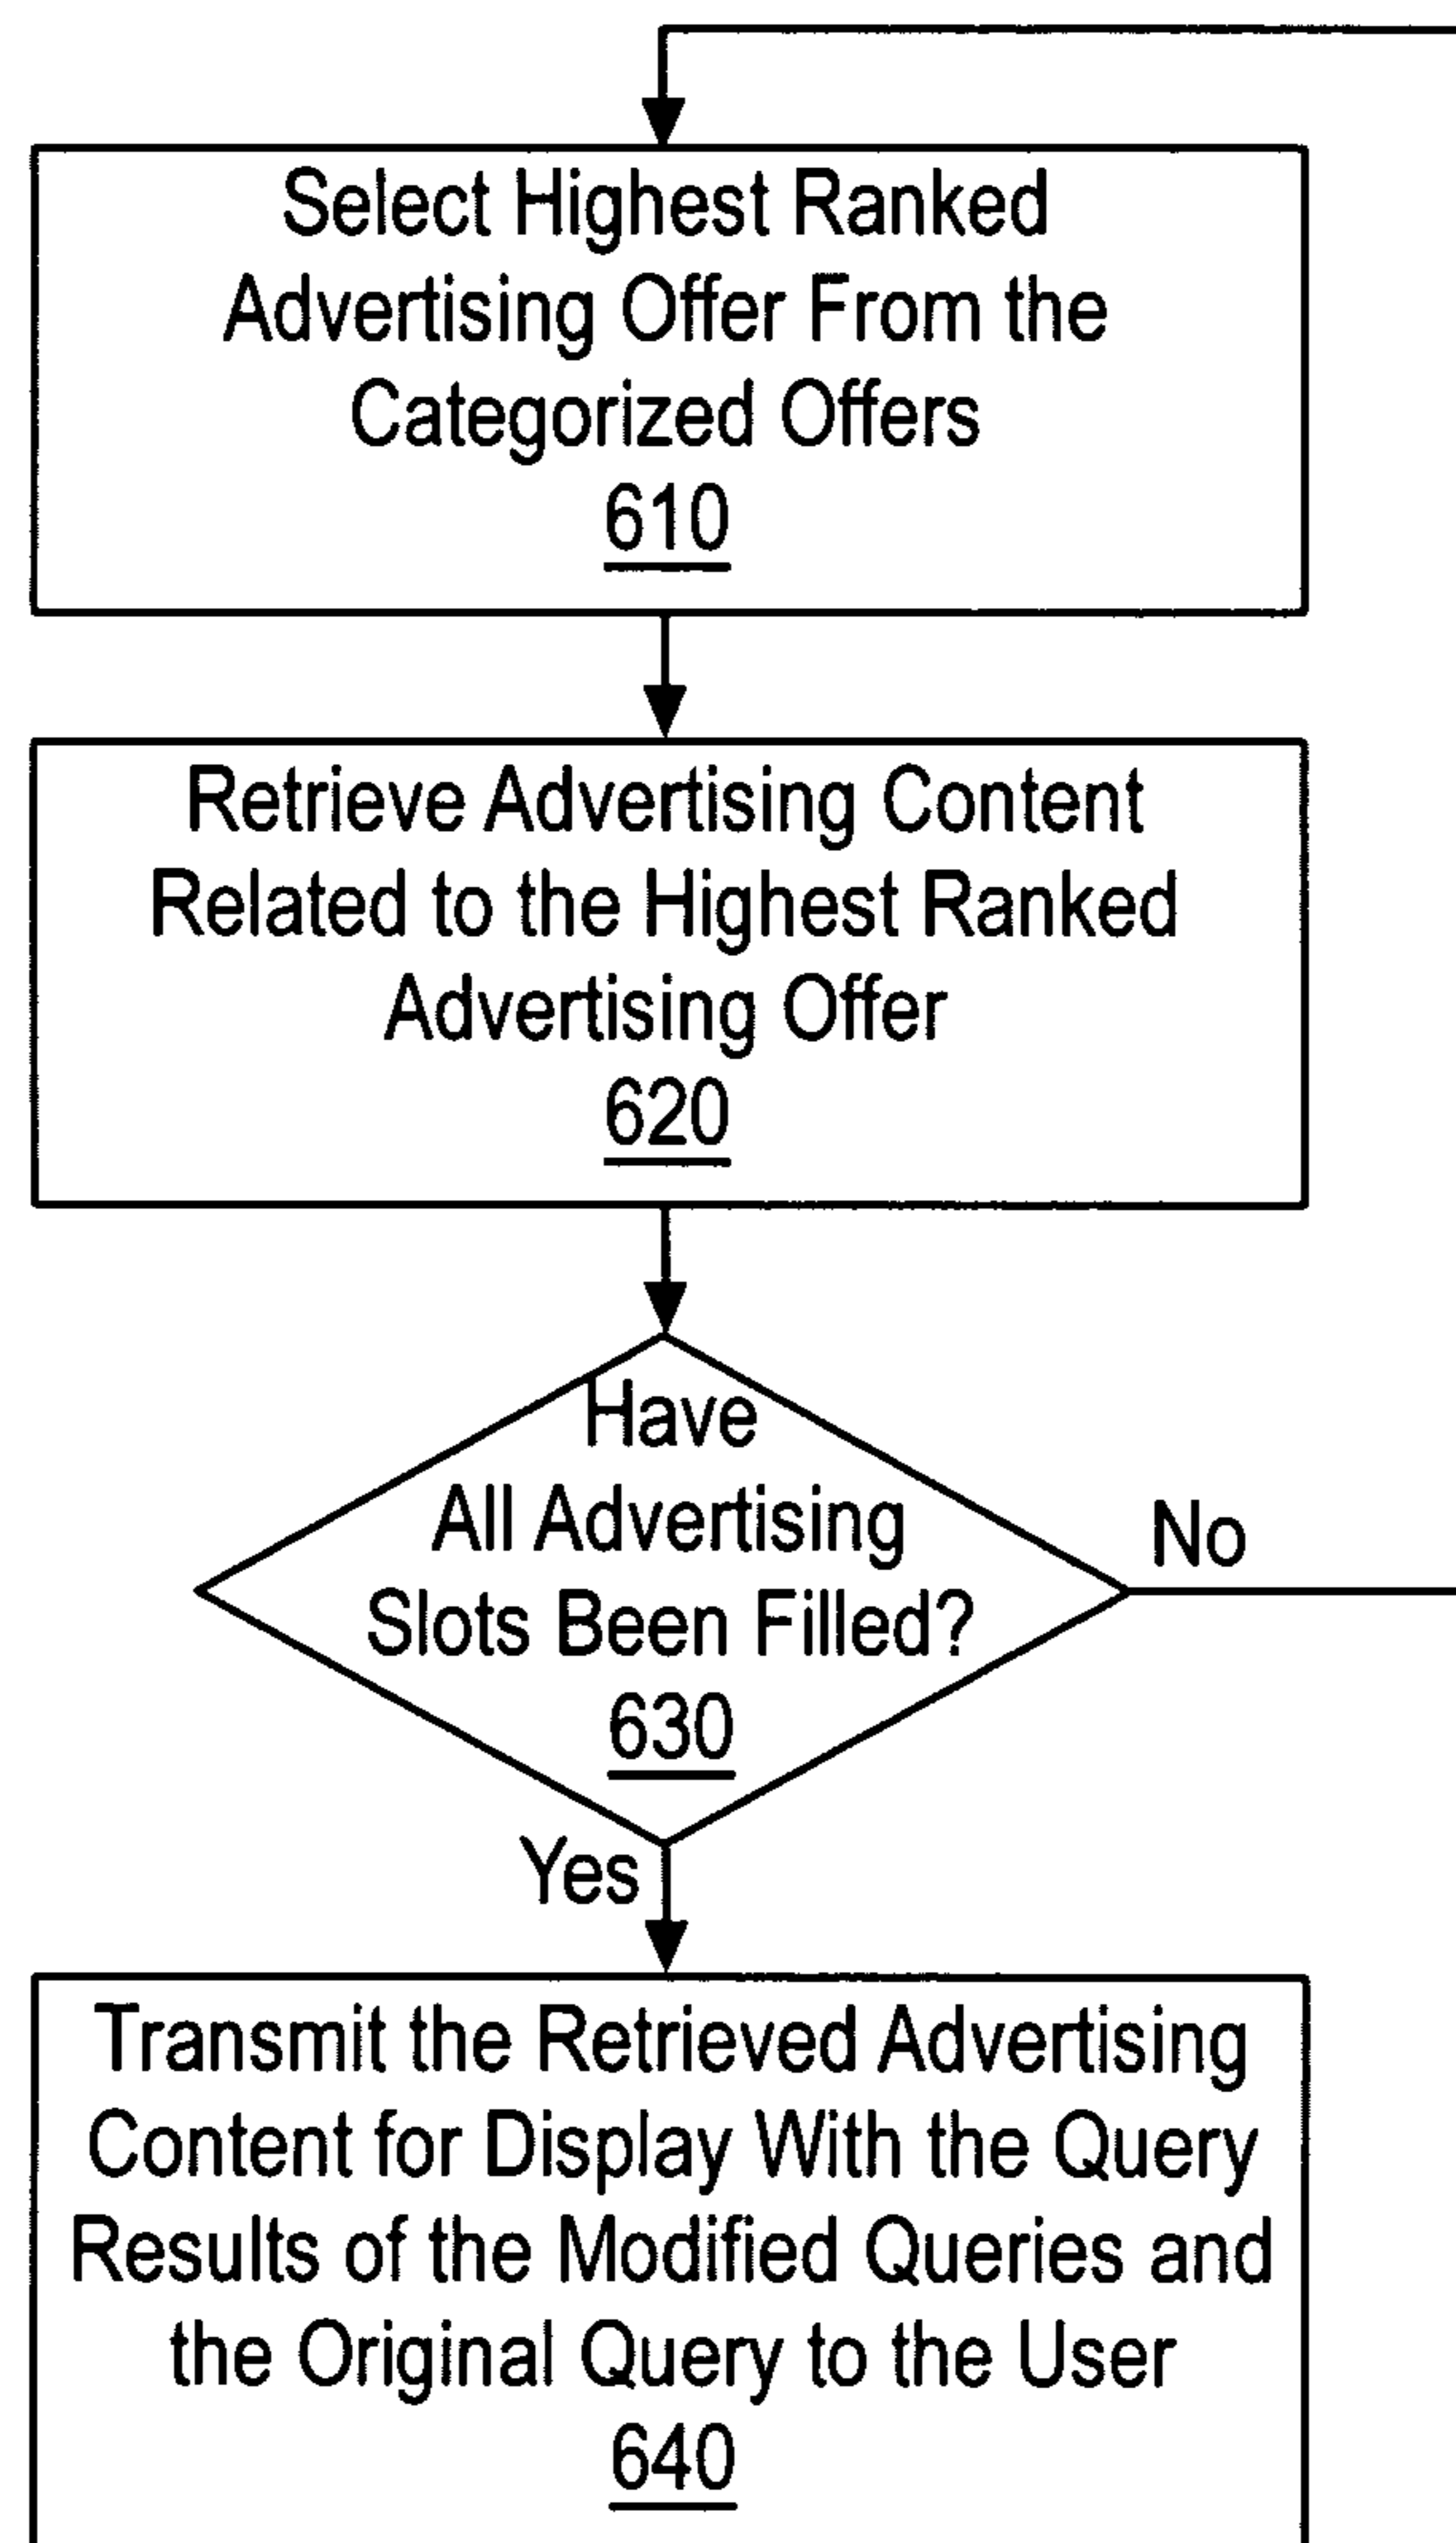 Select Highest Ranked
Advertising Offer From the
Categorized Offers
610
Retrieve Advertising Content
Related to the Highest Ranked
Advertising Offer
620
Have
All Advertising
Slots Been Filled?
630
No
Yes
Transmit the Retrieved Advertising
Content for Display With the Query
Results of the Modified Queries and
the Original Query to the User
640